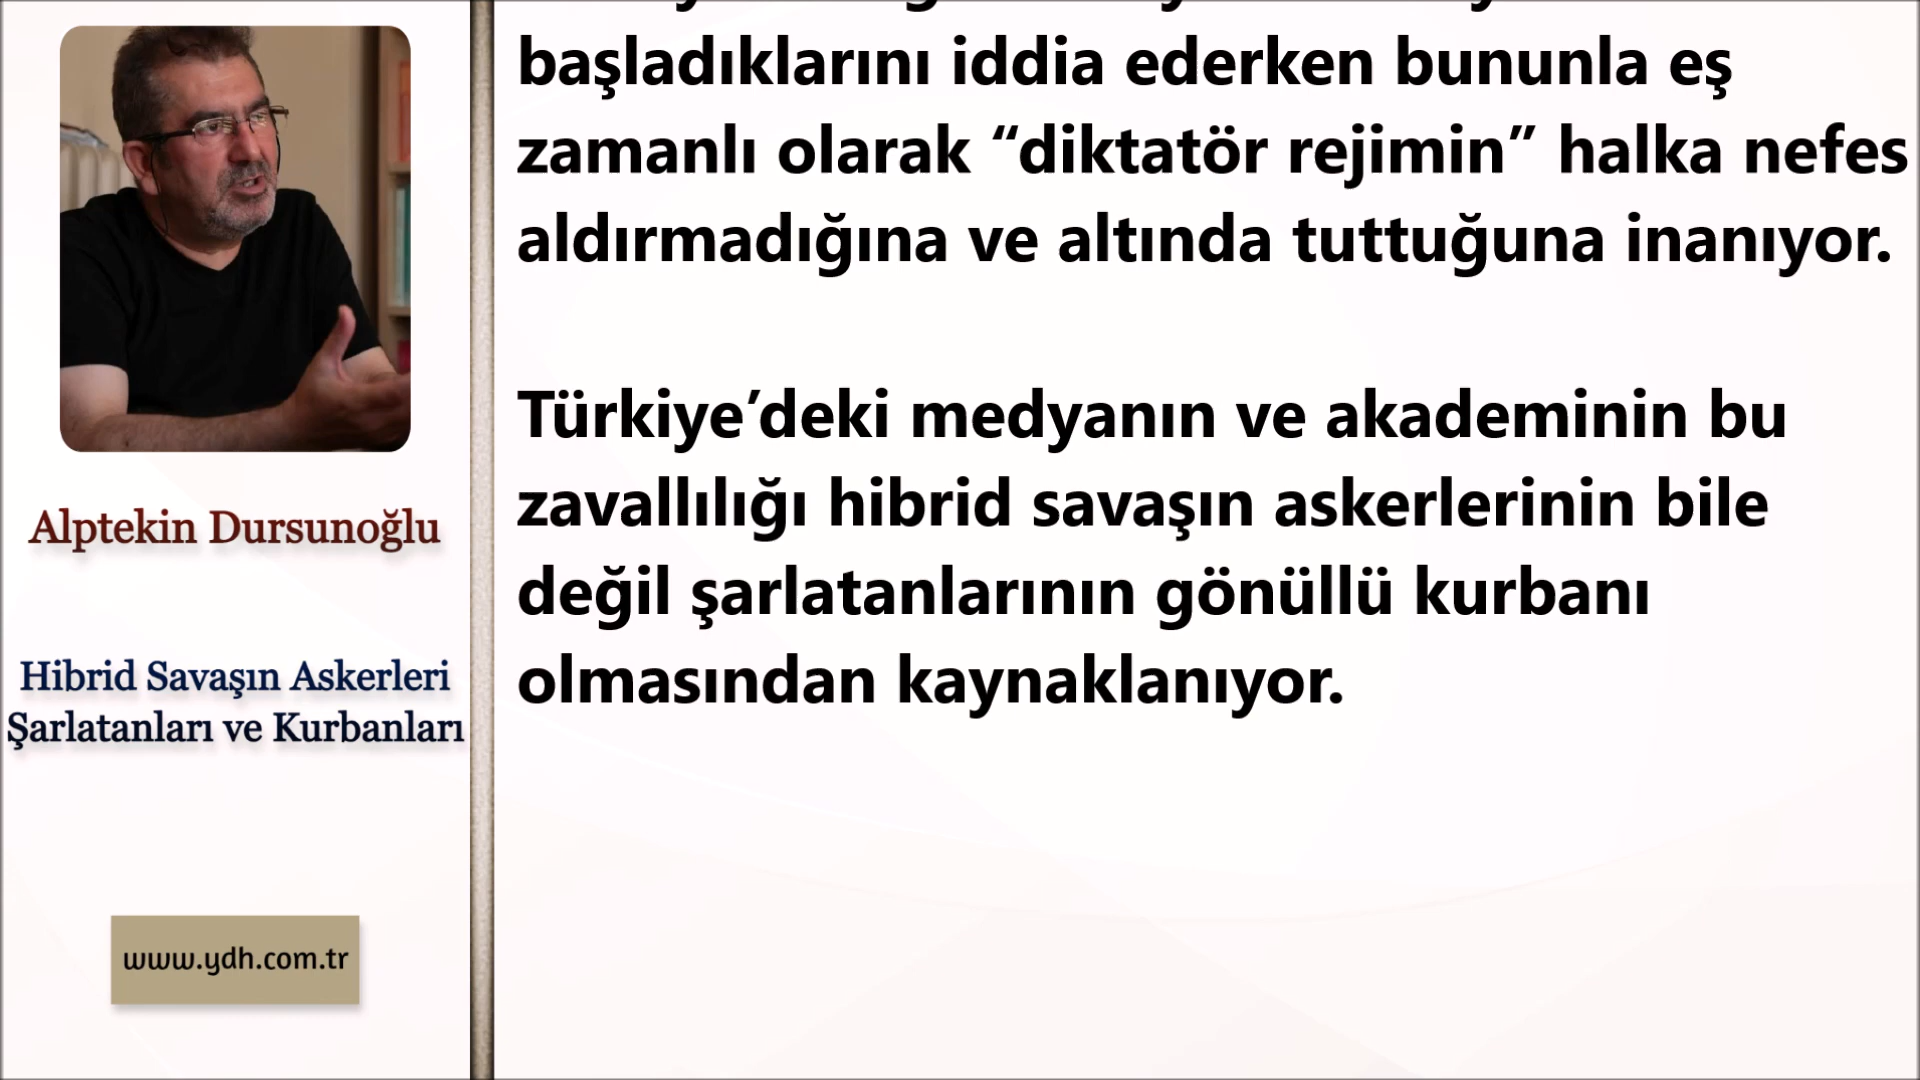 Alptekin Dursunoğlu
Hibrid Savaşın Askerleri
Şarlatanları ve Kurbanları
www.ydh.com.tr
başladıklarını iddia ederken bununla eş
zamanlı olarak “diktatör rejimin” halka nefes
aldırmadığına ve altında tuttuğuna inanıyor.
Türkiye’deki medyanın ve akademinin bu
zavallılığı hibrid savaşın askerlerinin bile
değil şarlatanlarının gönüllü kurbanı
olmasından kaynaklanıyor.